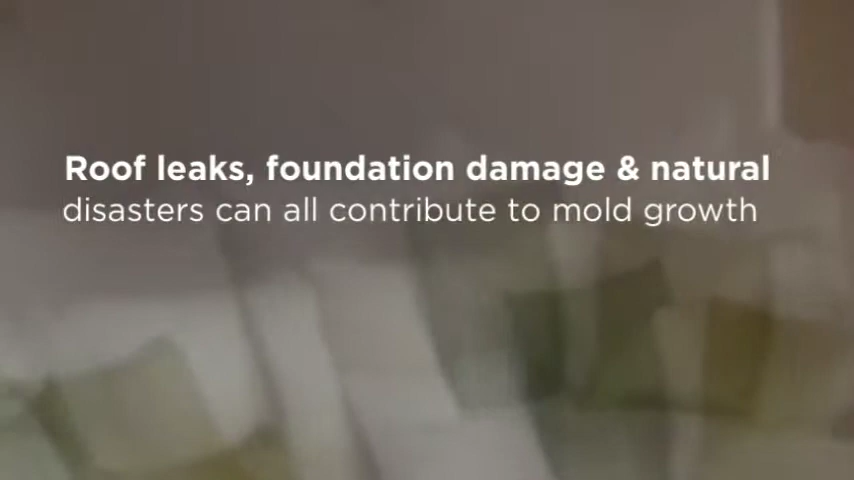 Roof leaks, foundation damage & natural
disasters can all contribute to mold growth